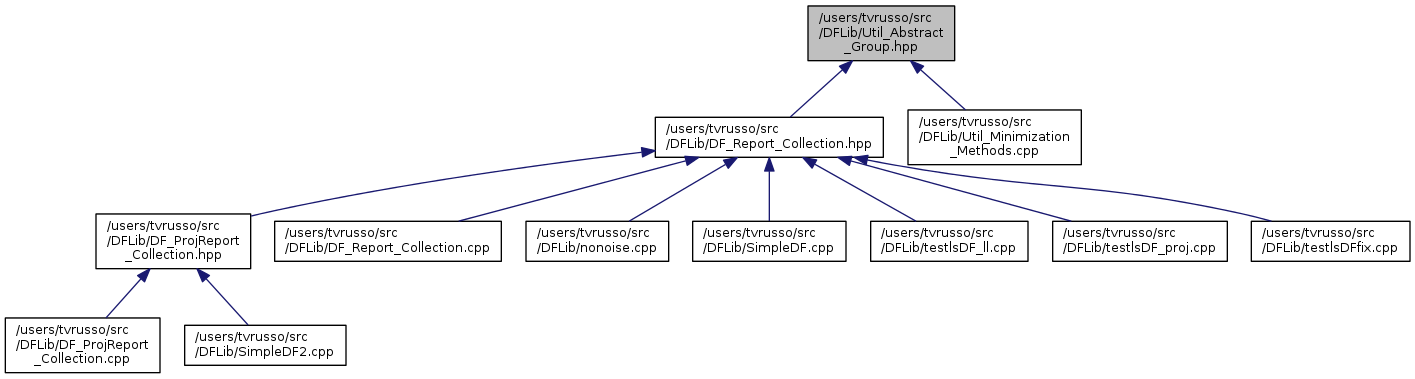 /users/tvrusso/src
/DFLib/Util_Abstract
_Group.hpp
/users/tvrusso/src
/DFLib/DF_Report_Collection.hpp
/users/tvrusso/src
/DFLib/Util_Minimization
_Methods.cpp
/users/tvrusso/src
/DFLib/DF_ProjReport
_Collection.hpp
/users/tvrusso/src
/DFLib/DF_Report_Collection.cpp
/users/tvrusso/src
/DFLib/nonoise.cpp
/users/tvrusso/src
/DFLib/SimpleDF.cpp
/users/tvrusso/src
/DFLib/testlsDF_ll.cpp
/users/tvrusso/src
/DFLib/testlsDF_proj.cpp
/users/tvrusso/src
/DFLib/testlsDFfix.cpp
/users/tvrusso/src
/DFLib/DF_ProjReport
_Collection.cpp
/users/tvrusso/src
/DFLib/SimpleDF2.cpp